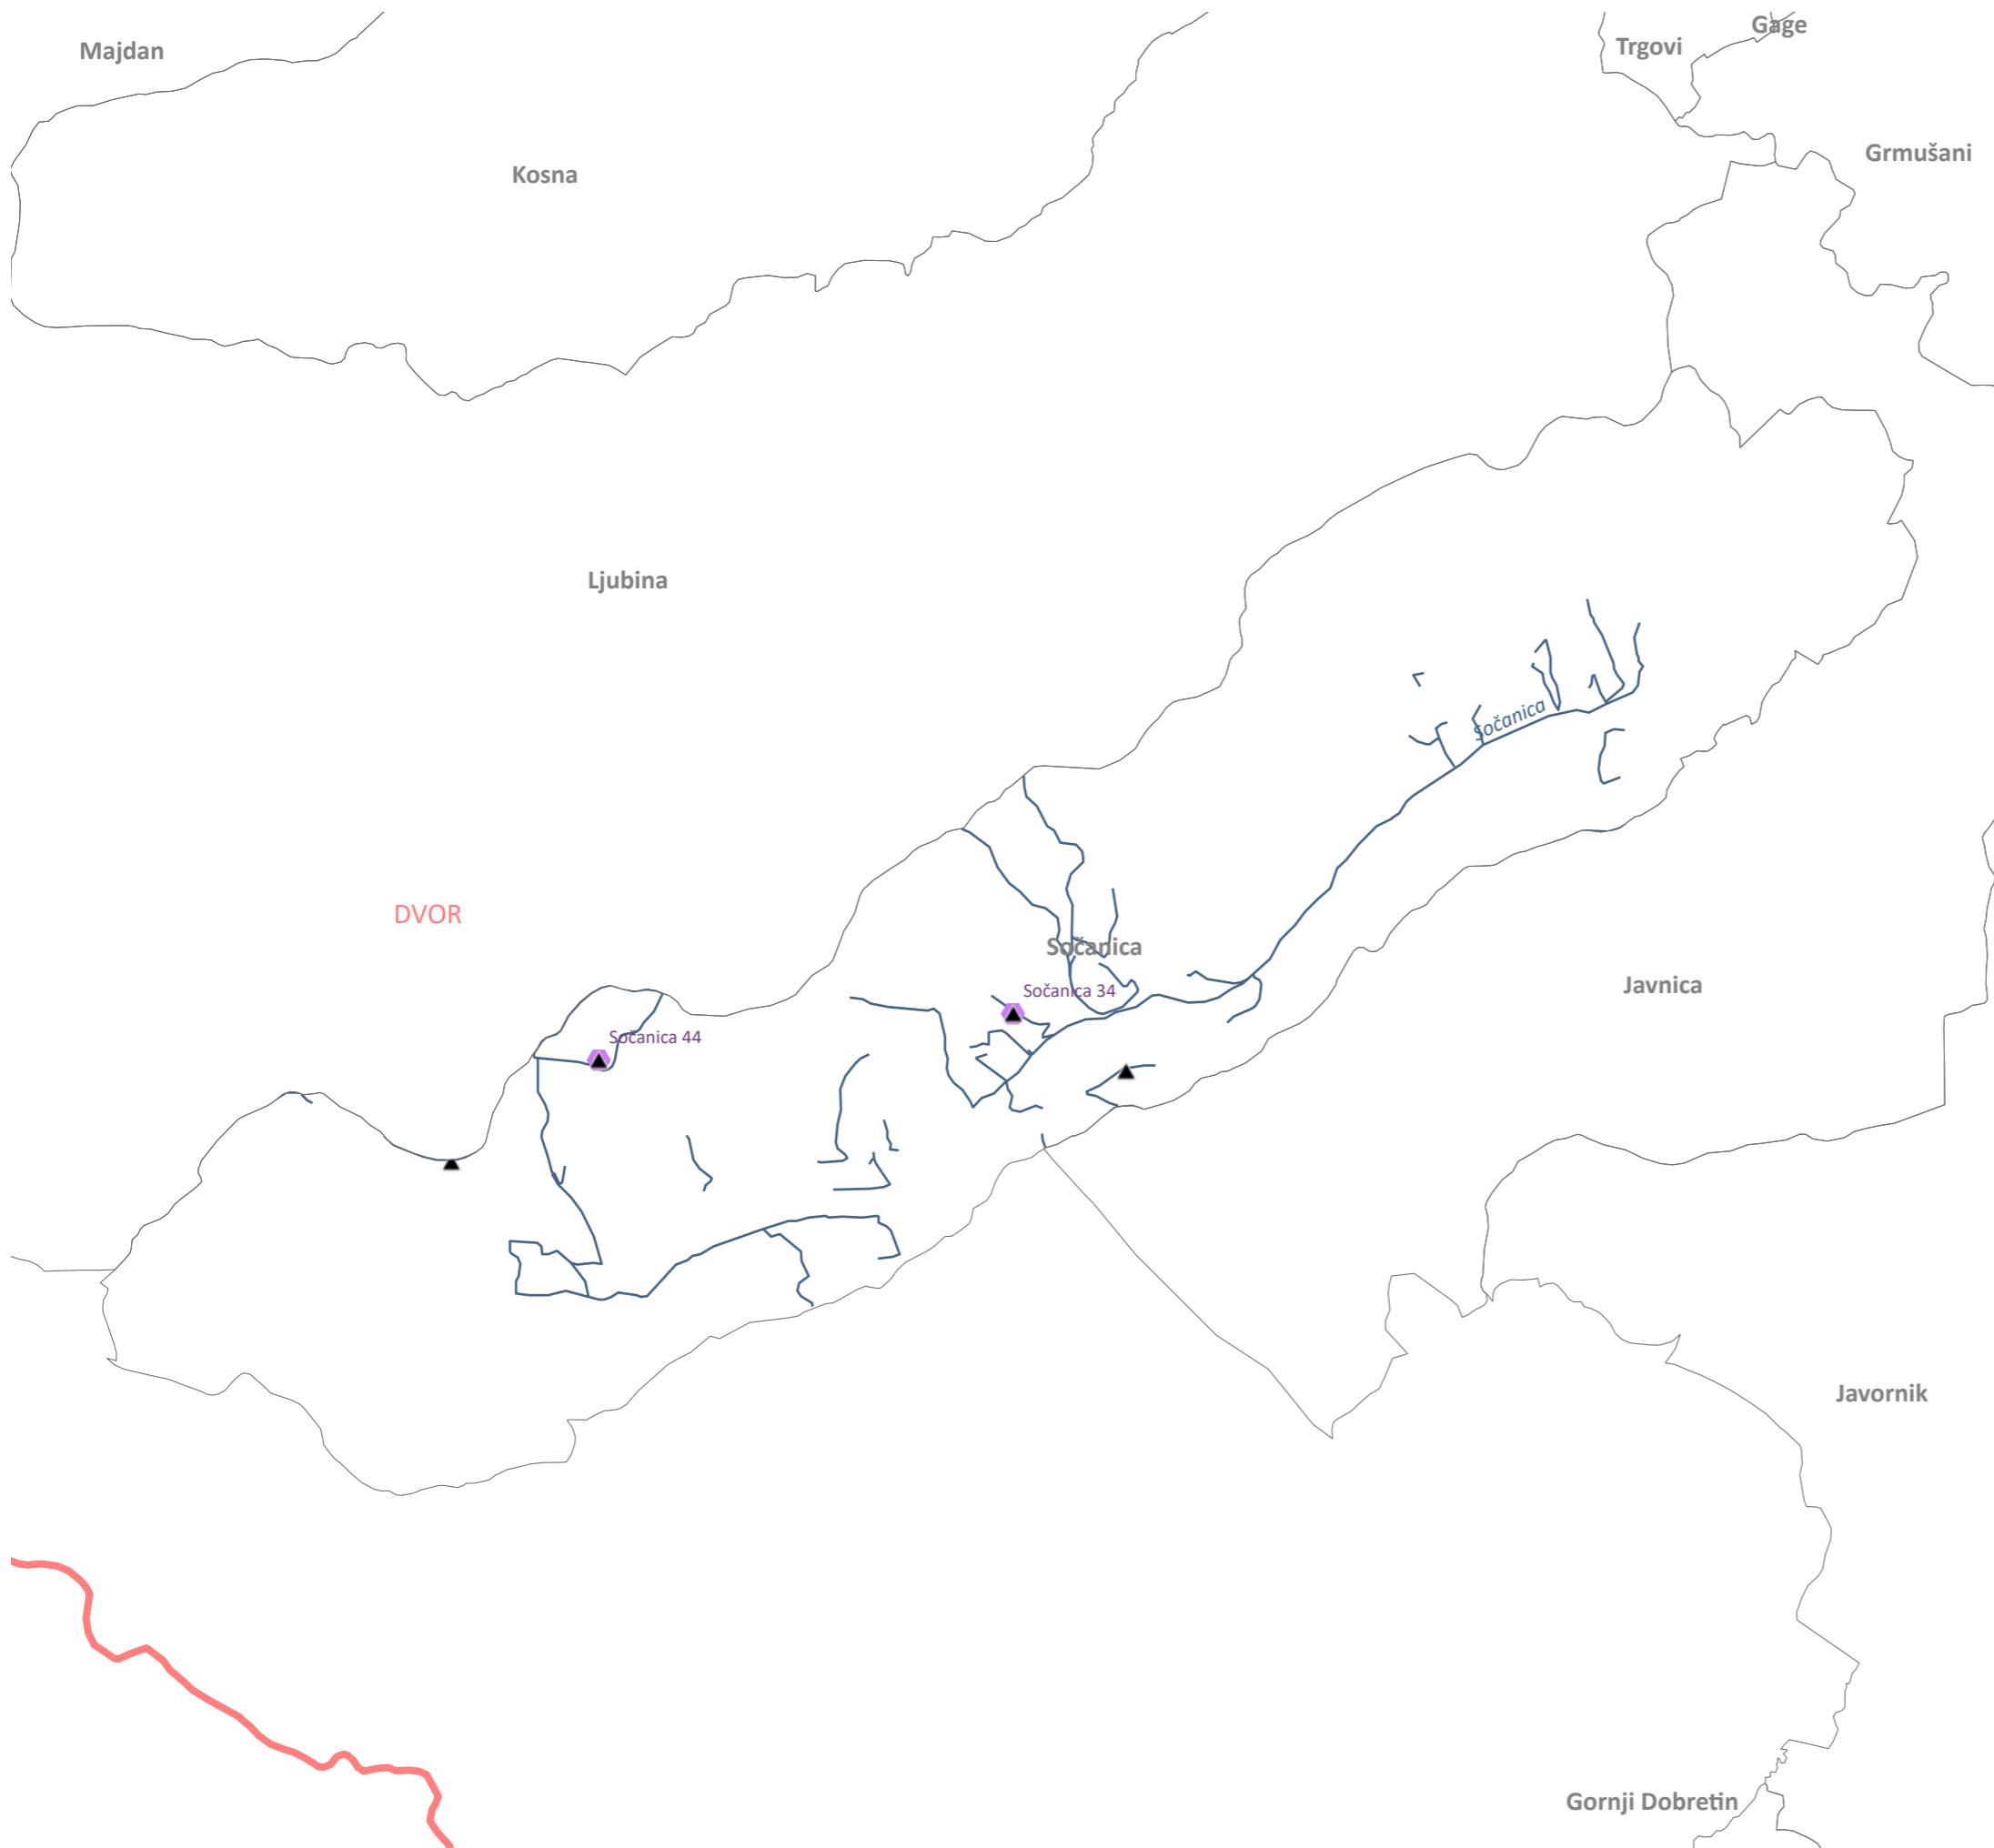 Gage
Majdan
Trgovi
Grmušani
Kosna
Ljubina
Sočanica
DVOR
Sočanica
Javnica
Sočanica 34
Sočanica 44
Javornik
Gornji Dobretin